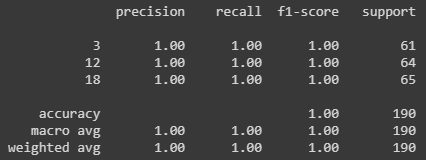 precision recall f1-score support
3 1.00 1.00 1.00 61
12 1.00 1.00 1.00 64
18 1.00 1.00 1.00 65
accuracy 1.00 190
macro avg 1.00 1.00 1.00 190
weighted avg 1.00 1.00 1.00 190